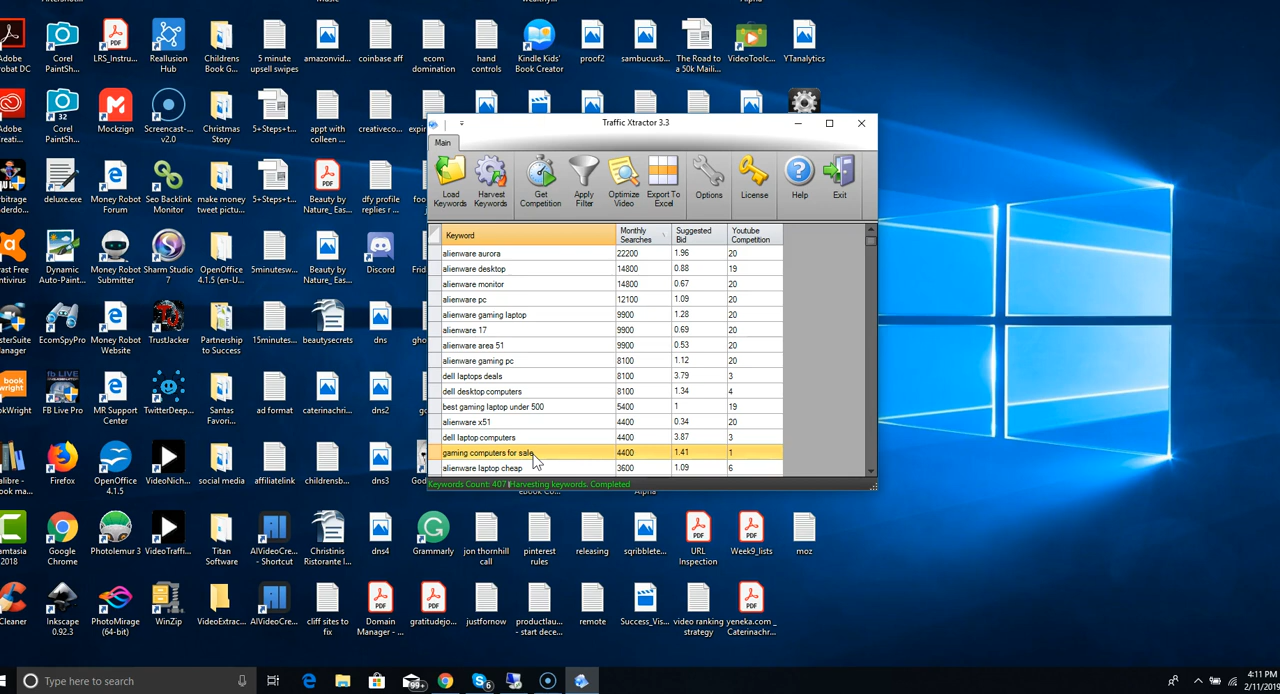 Music
wealthy...
Alpha
Adobe
Corel
LRS_Instru...
Reallusion
Childrens
5 minute
amazonvid...
coinbase aff
ecom
hand
Kindle Kids'
proof2
sambucusb...
The Road to
VideoToolc...
YTanalytics
PaintSh...
Hub
Book G...
upsell swipes
domination
controls
Book Creator
a 50k Maili...
Corel
Mockzign
Screencast-...
Christmas
5+Steps+t...
appt with
creativeco...
PaintSh...
v2.0
Story
colleen ...
Traffic Xtractor 3.3
Main
Load
Keywords
Harvest
Keywords
Get
Competition
Apply
Filter
Optimize
Video
Export To
Excel
Options
License
Help
Exit
Keyword
Monthly
Searches
Suggested
Bid
Youtube
Competition
alienware aurora 22200 1.96 20
alienware desktop 14800 0.88 19
alienware monitor 14800 0.67 20
alienware pc 12100 1.09 20
alienware gaming laptop 9900 1.28 20
alienware 17 9900 0.69 20
alienware area 51 9900 0.53 20
alienware gaming pc 8100 1.12 20
dell laptops deals 8100 3.79 3
dell desktop computers 8100 1.34 4
best gaming laptop under 500 5400 1 19
alienware x51 4400 0.34 20
dell laptop computers 4400 3.87 3
gaming computers for sale 4400 1.41 1
alienware laptop cheap 3600 1.09 6
Keywords Count: 407 Harvesting keywords. Completed
deluxe.exe
Money Robot
Seo Backlink
make money
5+Steps+t...
Beauty by
dfy profile
Forum
Monitor
tweet pictu...
Nature_ Eas...
replies r ...
Dynamic
Money Robot
Sharm Studio
OpenOffice
5minutesw...
Beauty by
Discord
Auto-Paint...
Submitter
7
4.1.5 (en-U...
Nature_ Eas...
EcomSpyPro
Money Robot
TrustJacker
Partnership
15minutes...
beautysecrets
dns
Website
to Success
FB Live Pro
MR Support
TwitterDeep...
Santas
ad format
caterinachri...
dns2
Center
Favori...
Firefox
OpenOffice
VideoNich...
social media
affiliatelink
childrensb...
dns3
4.1.5
Alpha
2018
Google
Photolemur 3
VideoTraffi...
Titan
AIVideoCre...
Christinis
dns4
Grammarly
jon thornhill
pinterest
releasing
sqribblete...
URL
Week9_lists
moz
Chrome
Software
- Shortcut
Ristorante I...
call
rules
Inspection
Inkscape
PhotoMirage
WinZip
VideoExtrac...
AIVideoCre...
cliff sites to
Domain
gratitudejo...
justfornow
productlau...
remote
Success_Vis...
video ranking
yeneka.com _
0.92.3
(64-bit)
fix
Manager - ...
- start dece...
strategy
Caterinachr...
Type here to search
99+
6
4:11 PM
2/11/2019